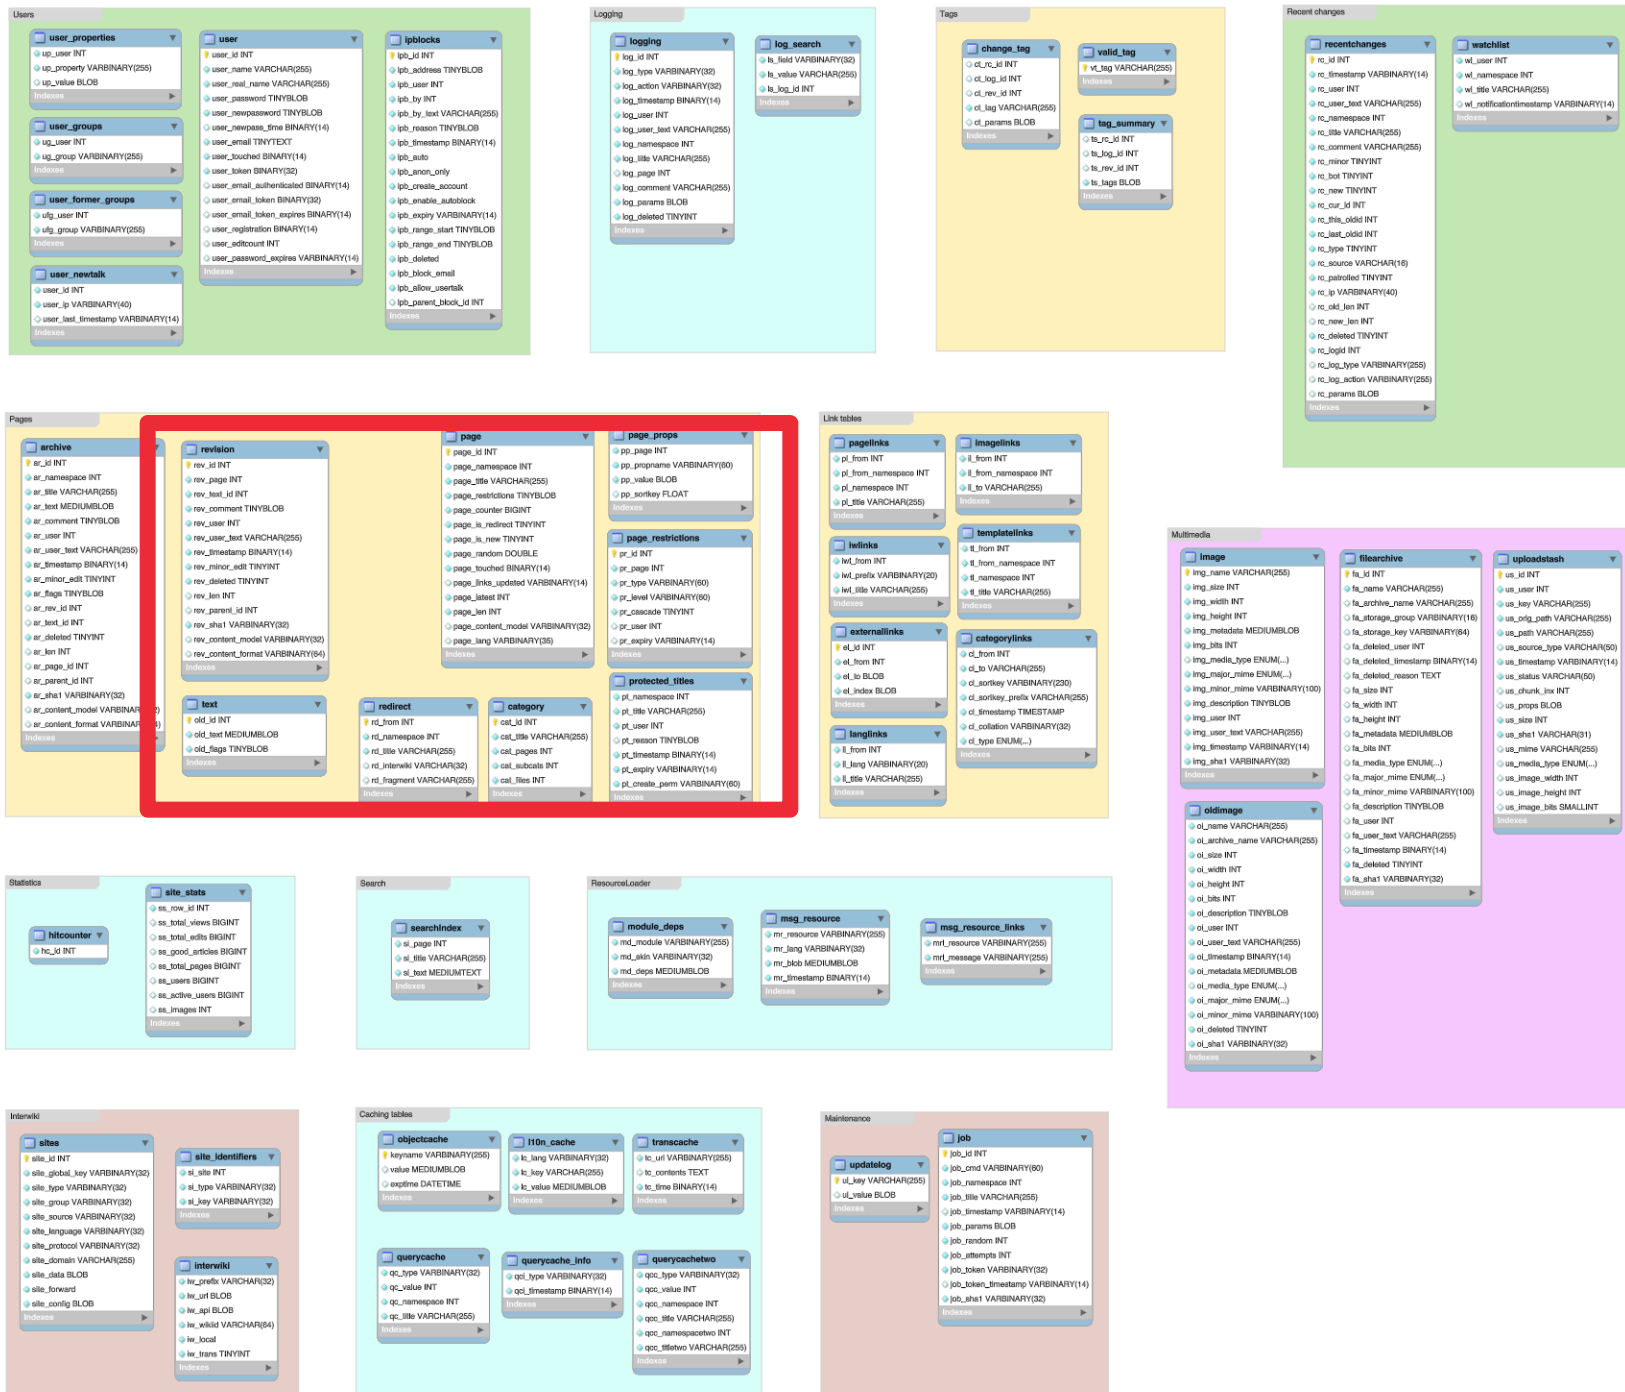 Users
user_properties
up_user INT
up_property VARBINARY(255)
up_value BLOB
Indexes
user_groups
ug_user INT
ug_group VARBINARY(255)
Indexes
user_former_groups
ufg_user INT
ufg_group VARBINARY(255)
Indexes
user_newtalk
user_id INT
user_ip VARBINARY(40)
user_last_timestamp VARBINARY(14)
Indexes
user
user_id INT
user_name VARCHAR(255)
user_real_name VARCHAR(255)
user_password TINYBLOB
user_newpassword TINYBLOB
user_newpass_time BINARY(14)
user_email TINYTEXT
user_touched BINARY(14)
user_token BINARY(32)
user_email_authenticated BINARY(14)
user_email_token BINARY(32)
user_email_token_expires BINARY(14)
user_registration BINARY(14)
user_editcount INT
user_password_expires VARBINARY(14)
Indexes
ipblocks
ipb_id INT
ipb_address TINYBLOB
ipb_user INT
ipb_by INT
ipb_by_text VARCHAR(255)
ipb_reason TINYBLOB
ipb_timestamp BINARY(14)
ipb_auto
ipb_anon_only
ipb_create_account
ipb_enable_autoblock
ipb_expiry VARBINARY(14)
ipb_range_start TINYBLOB
ipb_range_end TINYBLOB
ipb_deleted
ipb_block_email
ipb_allow_usertalk
ipb_parent_block_id INT
Indexes
Logging
logging
log_id INT
log_type VARBINARY(32)
log_action VARBINARY(32)
log_timestamp BINARY(14)
log_user INT
log_user_text VARCHAR(255)
log_namespace INT
log_title VARCHAR(255)
log_page INT
log_comment VARCHAR(255)
log_params BLOB
log_deleted TINYINT
Indexes
log_search
ls_field VARBINARY(32)
ls_value VARCHAR(255)
ls_log_id INT
Indexes
Tags
change_tag
ct_rc_id INT
ct_log_id INT
ct_rev_id INT
ct_tag VARCHAR(255)
ct_params BLOB
Indexes
valid_tag
vt_tag VARCHAR(255)
Indexes
tag_summary
ts_rc_id INT
ts_log_id INT
ts_rev_id INT
ts_tags BLOB
Indexes
Recent changes
recentchanges
rc_id INT
rc_timestamp VARBINARY(14)
rc_user INT
rc_user_text VARCHAR(255)
rc_namespace INT
rc_title VARCHAR(255)
rc_comment VARCHAR(255)
rc_minor TINYINT
rc_bot TINYINT
rc_new TINYINT
rc_cur_id INT
rc_this_oldid INT
rc_last_oldid INT
rc_type TINYINT
rc_source VARCHAR(16)
rc_patrolled TINYINT
rc_ip VARBINARY(40)
rc_old_len INT
rc_new_len INT
rc_deleted TINYINT
rc_logid INT
rc_log_type VARBINARY(255)
rc_log_action VARBINARY(255)
rc_params BLOB
Indexes
watchlist
wl_user INT
wl_namespace INT
wl_title VARCHAR(255)
wl_notificationtimestamp VARBINARY(14)
Indexes
Pages
archive
ar_id INT
ar_namespace INT
ar_title VARCHAR(255)
ar_text MEDIUMBLOB
ar_comment TINYBLOB
ar_user INT
ar_user_text VARCHAR(255)
ar_timestamp BINARY(14)
ar_minor_edit TINYINT
ar_flags TINYBLOB
ar_rev_id INT
ar_text_id INT
ar_deleted TINYINT
ar_len INT
ar_page_id INT
ar_parent_id INT
ar_sha1 VARBINARY(32)
ar_content_model
ar_content_format
Indexes
revision
rev_id INT
rev_page INT
rev_text_id INT
rev_comment TINYBLOB
rev_user INT
rev_user_text VARCHAR(255)
rev_timestamp BINARY(14)
rev_minor_edit TINYINT
rev_deleted TINYINT
rev_len INT
rev_parent_id INT
rev_sha1 VARBINARY(32)
rev_content_model VARBINARY(32)
rev_content_format VARBINARY(64)
Indexes
text
old_id INT
old_text MEDIUMBLOB
old_flags TINYBLOB
page
page_id INT
page_namespace INT
page_title VARCHAR(255)
page_restrictions TINYBLOB
page_counter BIGINT
page_is_redirect TINYINT
page_is_new TINYINT
page_random DOUBLE
page_touched BINARY(14)
page_links_updated VARBINARY(14)
page_latest INT
page_len INT
page_content_model VARBINARY(32)
page_lang VARBINARY(35)
Indexes
redirect
rd_from INT
rd_namespace INT
rd_title VARCHAR(255)
rd_interwiki VARCHAR(32)
rd_fragment VARCHAR(255)
Indexes
category
cat_id INT
cat_title VARCHAR(255)
cat_pages INT
cat_subcats INT
cat_files INT
Indexes
page_props
pp_page INT
pp_propname VARBINARY(60)
pp_value BLOB
pp_sortkey FLOAT
Indexes
page_restrictions
pr_id INT
pr_page INT
pr_type VARBINARY(60)
pr_level VARBINARY(60)
pr_cascade TINYINT
pr_user INT
pr_expiry VARBINARY(14)
Indexes
protected_titles
pt_namespace INT
pt_title VARCHAR(255)
pt_user INT
pt_reason TINYBLOB
pt_timestamp BINARY(14)
pt_expiry VARBINARY(14)
pt_create_perm VARBINARY(60)
Indexes
Link tables
pagelinks
pl_from INT
pl_from_namespace INT
pl_namespace INT
pl_title VARCHAR(255)
Indexes
imagelinks
il_from INT
il_from_namespace INT
il_to VARCHAR(255)
Indexes
iwlinks
iwl_from INT
iwl_prefix VARBINARY(20)
iwl_title VARCHAR(255)
Indexes
templatelinks
tl_from INT
tl_from_namespace INT
tl_namespace INT
tl_title VARCHAR(255)
Indexes
externallinks
el_id INT
el_from INT
el_to BLOB
el_index BLOB
Indexes
categorylinks
cl_from INT
cl_to VARCHAR(255)
cl_sortkey VARBINARY(230)
cl_sortkey_prefix VARCHAR(255)
cl_timestamp TIMESTAMP
cl_collation VARBINARY(32)
cl_type ENUM(...)
Indexes
langlinks
ll_from INT
ll_lang VARBINARY(20)
ll_title VARCHAR(255)
Indexes
Multimedia
image
img_name VARCHAR(255)
img_size INT
img_width INT
img_height INT
img_metadata MEDIUMBLOB
img_bits INT
img_media_type ENUM(...)
img_major_mime ENUM(...)
img_minor_mime VARBINARY(100)
img_description TINYBLOB
img_user INT
img_user_text VARCHAR(255)
img_timestamp VARBINARY(14)
img_sha1 VARBINARY(32)
Indexes
oldimage
oi_name VARCHAR(255)
oi_archive_name VARCHAR(255)
oi_size INT
oi_width INT
oi_height INT
oi_bits INT
oi_description TINYBLOB
oi_user INT
oi_user_text VARCHAR(255)
oi_timestamp BINARY(14)
oi_metadata MEDIUMBLOB
oi_media_type ENUM(...)
oi_major_mime ENUM(...)
oi_minor_mime VARBINARY(100)
oi_deleted TINYINT
oi_sha1 VARBINARY(32)
Indexes
filearchive
fa_id INT
fa_name VARCHAR(255)
fa_archive_name VARCHAR(255)
fa_storage_group VARBINARY(16)
fa_storage_key VARBINARY(64)
fa_deleted_user INT
fa_deleted_timestamp BINARY(14)
fa_deleted_reason TEXT
fa_size INT
fa_width INT
fa_height INT
fa_metadata MEDIUMBLOB
fa_bits INT
fa_media_type ENUM(...)
fa_major_mime ENUM(...)
fa_minor_mime VARBINARY(100)
fa_description TINYBLOB
fa_user INT
fa_user_text VARCHAR(255)
fa_timestamp BINARY(14)
fa_deleted TINYINT
fa_sha1 VARBINARY(32)
Indexes
uploadstash
us_id INT
us_user INT
us_key VARCHAR(255)
us_orig_path VARCHAR(255)
us_path VARCHAR(255)
us_source_type VARCHAR(50)
us_timestamp VARBINARY(14)
us_status VARCHAR(50)
us_chunk_inx INT
us_props BLOB
us_size INT
us_sha1 VARCHAR(31)
us_mime VARCHAR(255)
us_media_type ENUM(...)
us_image_width INT
us_image_height INT
us_image_bits SMALLINT
Indexes
Statistics
hitcounter
hc_id INT
site_stats
ss_row_id INT
ss_total_views BIGINT
ss_total_edits BIGINT
ss_good_articles BIGINT
ss_total_pages BIGINT
ss_users BIGINT
ss_active_users BIGINT
ss_images INT
Indexes
Search
searchindex
si_page INT
si_title VARCHAR(255)
si_text MEDIUMTEXT
Indexes
ResourceLoader
module_deps
md_module VARBINARY(255)
md_skin VARBINARY(32)
md_deps MEDIUMBLOB
Indexes
msg_resource
mr_resource VARBINARY(255)
mr_lang VARBINARY(32)
mr_blob MEDIUMBLOB
mr_timestamp BINARY(14)
Indexes
msg_resource_links
mrl_resource VARBINARY(255)
mrl_message VARBINARY(255)
Indexes
Interwiki
sites
site_id INT
site_global_key VARBINARY(32)
site_type VARBINARY(32)
site_group VARBINARY(32)
site_source VARBINARY(32)
site_language VARBINARY(32)
site_protocol VARBINARY(32)
site_domain VARCHAR(255)
site_data BLOB
site_forward
site_config BLOB
Indexes
site_identifiers
si_site INT
si_type VARBINARY(32)
si_key VARBINARY(32)
Indexes
interwiki
iw_prefix VARCHAR(32)
iw_url BLOB
iw_api BLOB
iw_wikiid VARCHAR(64)
iw_local
iw_trans TINYINT
Indexes
Caching tables
objectcache
keyname VARBINARY(255)
value MEDIUMBLOB
exptime DATETIME
Indexes
l10n_cache
lc_lang VARBINARY(32)
lc_key VARCHAR(255)
lc_value MEDIUMBLOB
Indexes
transcache
tc_url VARBINARY(255)
tc_contents TEXT
tc_time BINARY(14)
Indexes
querycache
qc_type VARBINARY(32)
qc_value INT
qc_namespace INT
qc_title VARCHAR(255)
Indexes
querycache_info
qci_type VARBINARY(32)
qci_timestamp BINARY(14)
Indexes
querycachetwo
qcc_type VARBINARY(32)
qcc_value INT
qcc_namespace INT
qcc_title VARCHAR(255)
qcc_namespacetwo INT
qcc_titletwo VARCHAR(255)
Indexes
Maintenance
updatelog
ul_key VARCHAR(255)
ul_value BLOB
Indexes
job
job_id INT
job_cmd VARBINARY(60)
job_namespace INT
job_title VARCHAR(255)
job_timestamp VARBINARY(14)
job_params BLOB
job_random INT
job_attempts INT
job_token VARBINARY(32)
job_token_timestamp VARBINARY(14)
job_sha1 VARBINARY(32)
Indexes